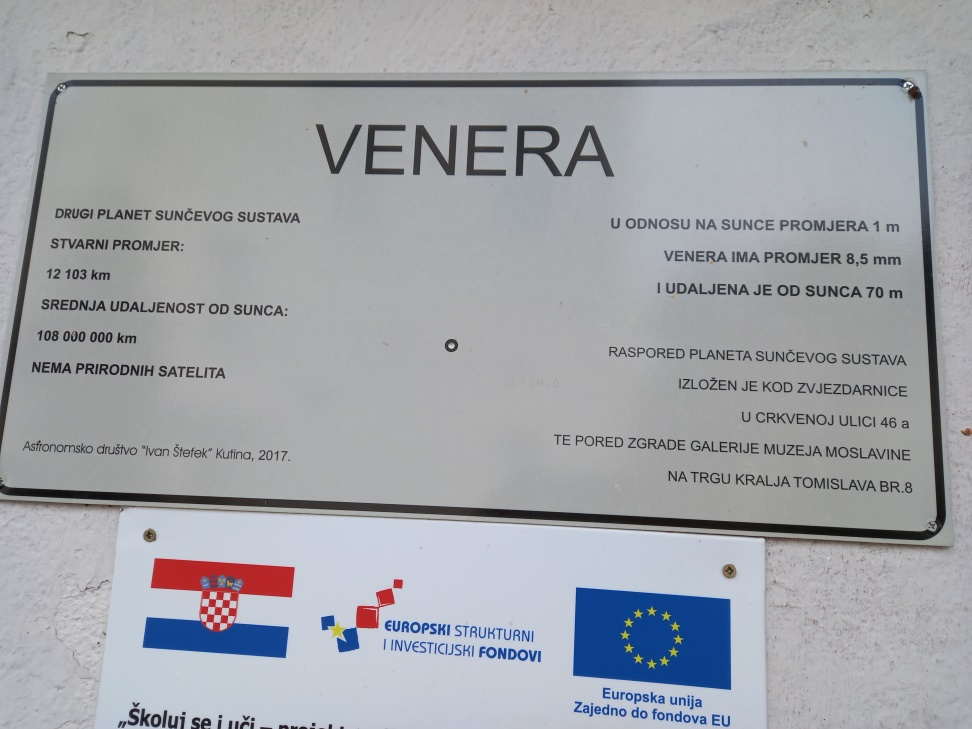 VENERA
DRUGI PLANET SUNČEVOG SUSTAVA
STVARNI PROMJER:
12 103 km
SREDNJA UDALJENOST OD SUNCA:
108 000 000 km
NEMA PRIRODNIH SATELITA
Astronomsko društvo "Ivan Štefek" Kutina, 2017.
U ODNOSU NA SUNCE PROMJERA 1 m
VENERA IMA PROMJER 8,5 mm
I UDALJENA JE OD SUNCA 70 m
RASPORED PLANETA SUNČEVOG SUSTAVA
IZLOŽEN JE KOD ZVJEZDARNICE
U CRKVENOJ ULICI 46 a
TE PORED ZGRADE GALERIJE MUZEJA MOSLAVINE
NA TRGU KRALJA TOMISLAVA BR.8
EUROPSKI STRUKTURNI
I INVESTICIJSKI FONDOVI
Europska unija
Zajedno do fondova EU
„Školuj se i uči –